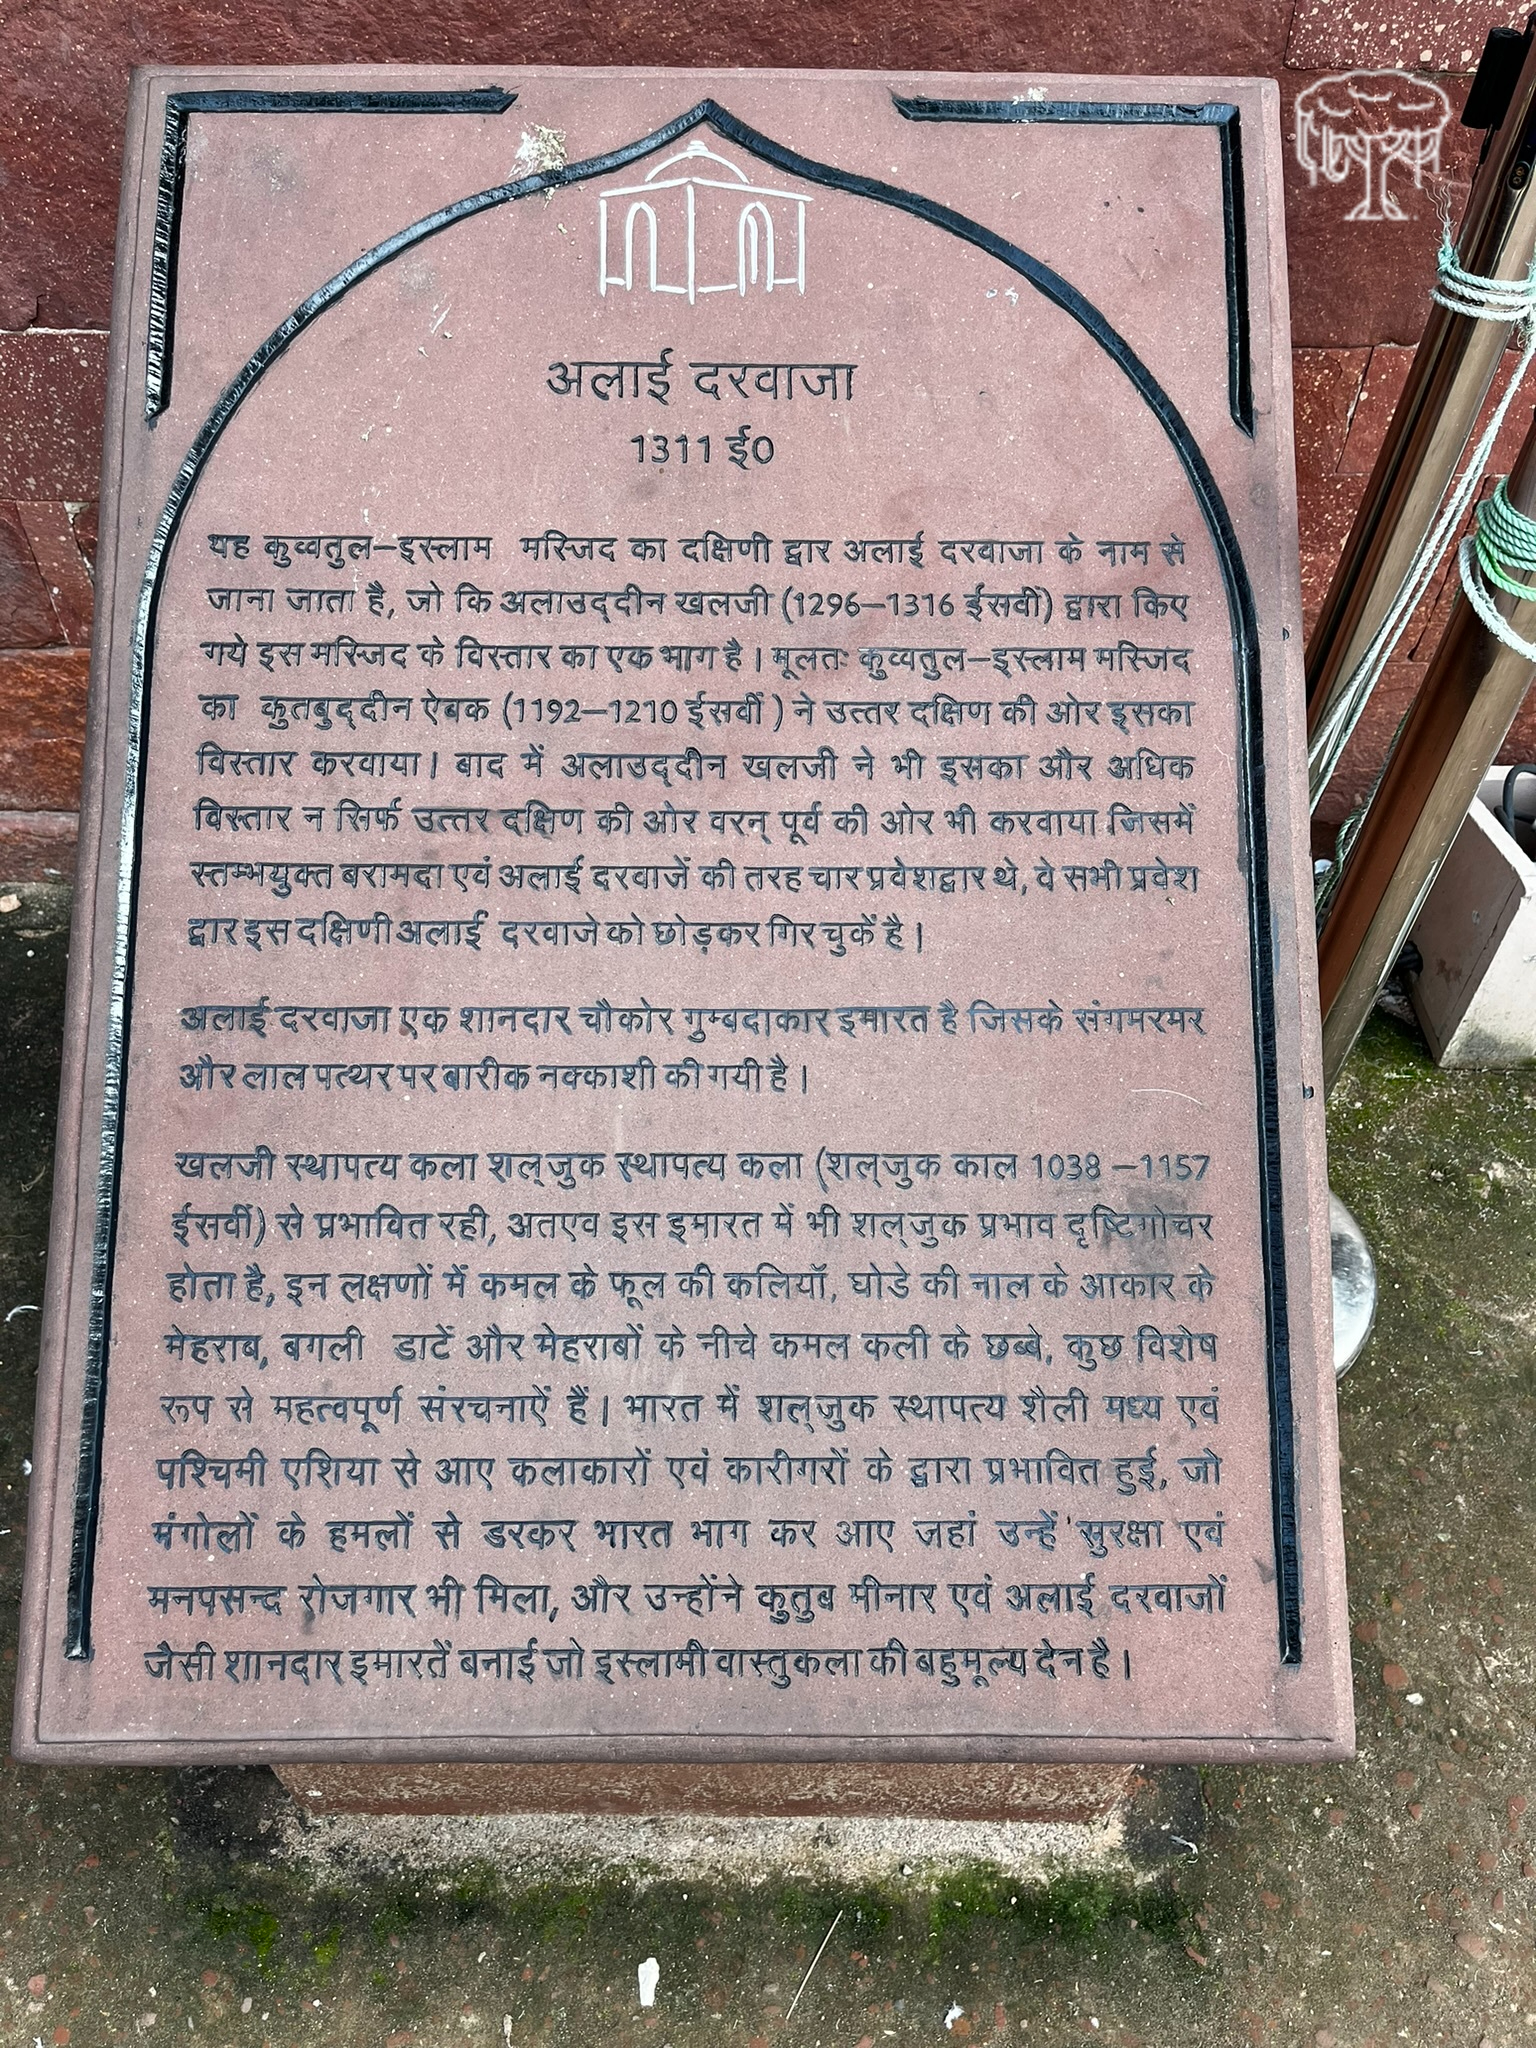 अलाई दरवाजा
1311 ई0
यह कुव्वतुल–इस्लाम मस्जिद का दक्षिणी द्वार अलाई दरवाजा के नाम से
जाना जाता है, जो कि अलाउद्दीन खलजी (1296–1316 ईसवीं) द्वारा किए
गये इस मस्जिद के विस्तार का एक भाग है। मूलतः कुव्वतुल–इस्लाम मस्जिद
का कुतबुद्दीन ऐबक (1192–1210 ईसवीं ) ने उत्तर दक्षिण की ओर इसका
विस्तार करवाया। बाद में अलाउद्दीन खलजी ने भी इसका और अधिक
विस्तार न सिर्फ उत्तर दक्षिण की ओर वरन् पूर्व की ओर भी करवाया जिसमें
स्तम्भयुक्त बरामदा एवं अलाई दरवाजें की तरह चार प्रवेशद्वार थे, वे सभी प्रवेश
द्वार इस दक्षिणी अलाई दरवाजे को छोड़कर गिर चुकें है।
अलाई दरवाजा एक शानदार चौकोर गुम्बदाकार इमारत है जिसके संगमरमर
और लाल पत्थर पर बारीक नक्काशी की गयी है।
खलजी स्थापत्य कला शल्जुक स्थापत्य कला (शल्जुक काल 1038 –1157
ईसवीं) से प्रभावित रही, अतएव इस इमारत में भी शल्जुक प्रभाव दृष्टिगोचर
होता है, इन लक्षणों में कमल के फूल की कलियॉ, घोडे की नाल के आकार के
मेहराब, बगली डाटें और मेहराबों के नीचे कमल कली के छब्बे, कुछ विशेष
रूप से महत्वपूर्ण संरचनाऐं हैं। भारत में शल्जुक स्थापत्य शैली मध्य एवं
पश्चिमी एशिया से आए कलाकारों एवं कारीगरों के द्वारा प्रभावित हुई, जो
मंगोलों के हमलों से डरकर भारत भाग कर आए जहां उन्हें सुरक्षा एवं
मनपसन्द रोजगार भी मिला, और उन्होंने कुतुब मीनार एवं अलाई दरवाजों
जैसी शानदार इमारतें बनाई जो इस्लामी वास्तुकला की बहुमूल्य देन है।